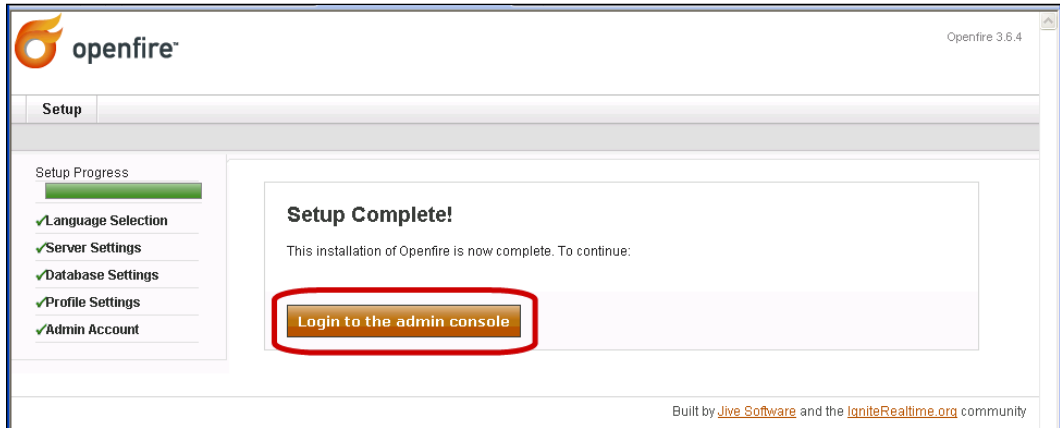 openfire™
Openfire 3.6.4
Setup
Setup Progress
Language Selection
Server Settings
Database Settings
Profile Settings
Admin Account
Setup Complete!
This installation of Openfire is now complete. To continue:
Login to the admin console
Built by Jive Software and the IgniteRealtime.org community